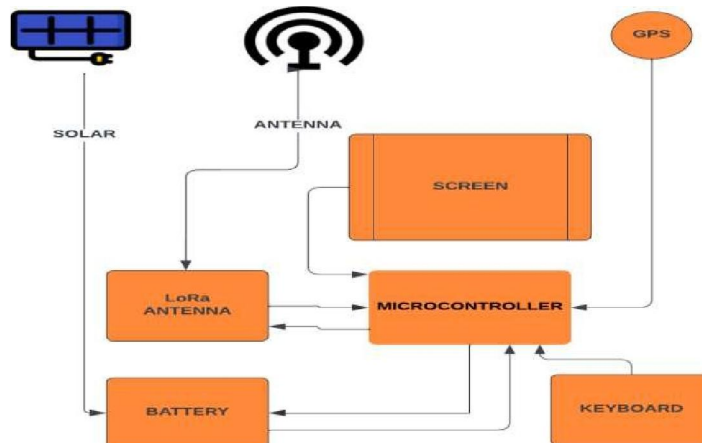 GPS
ANTENNA
SOLAR
SCREEN
LoRa
ANTENNA
MICROCONTROLLER
BATTERY
KEYBOARD